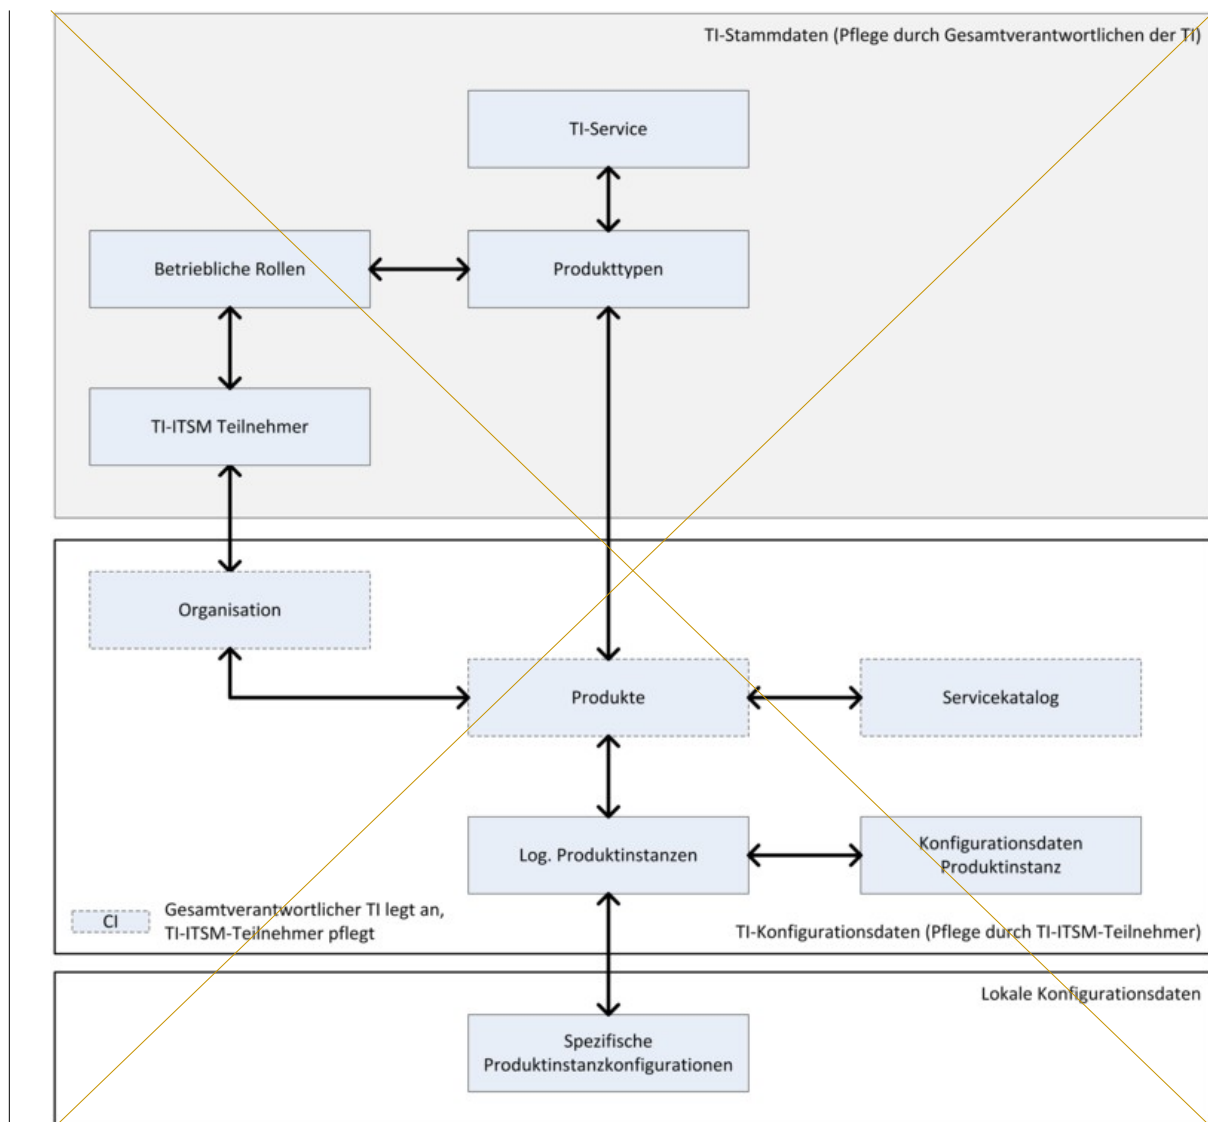 TI-Stammdaten (Pflege durch Gesamtverantwortlichen der TI)
TI-Service
Betriebliche Rollen
Produkttypen
TI-ITSM Teilnehmer
Organisation
Produkte
Servicekatalog
Log. Produktinstanzen
Konfigurationsdaten
Produktinstanz
CI
Gesamtverantwortlicher TI legt an,
TI-ITSM-Teilnehmer pflegt
TI-Konfigurationsdaten (Pflege durch TI-ITSM-Teilnehmer)
Lokale Konfigurationsdaten
Spezifische
Produktinstanzkonfigurationen